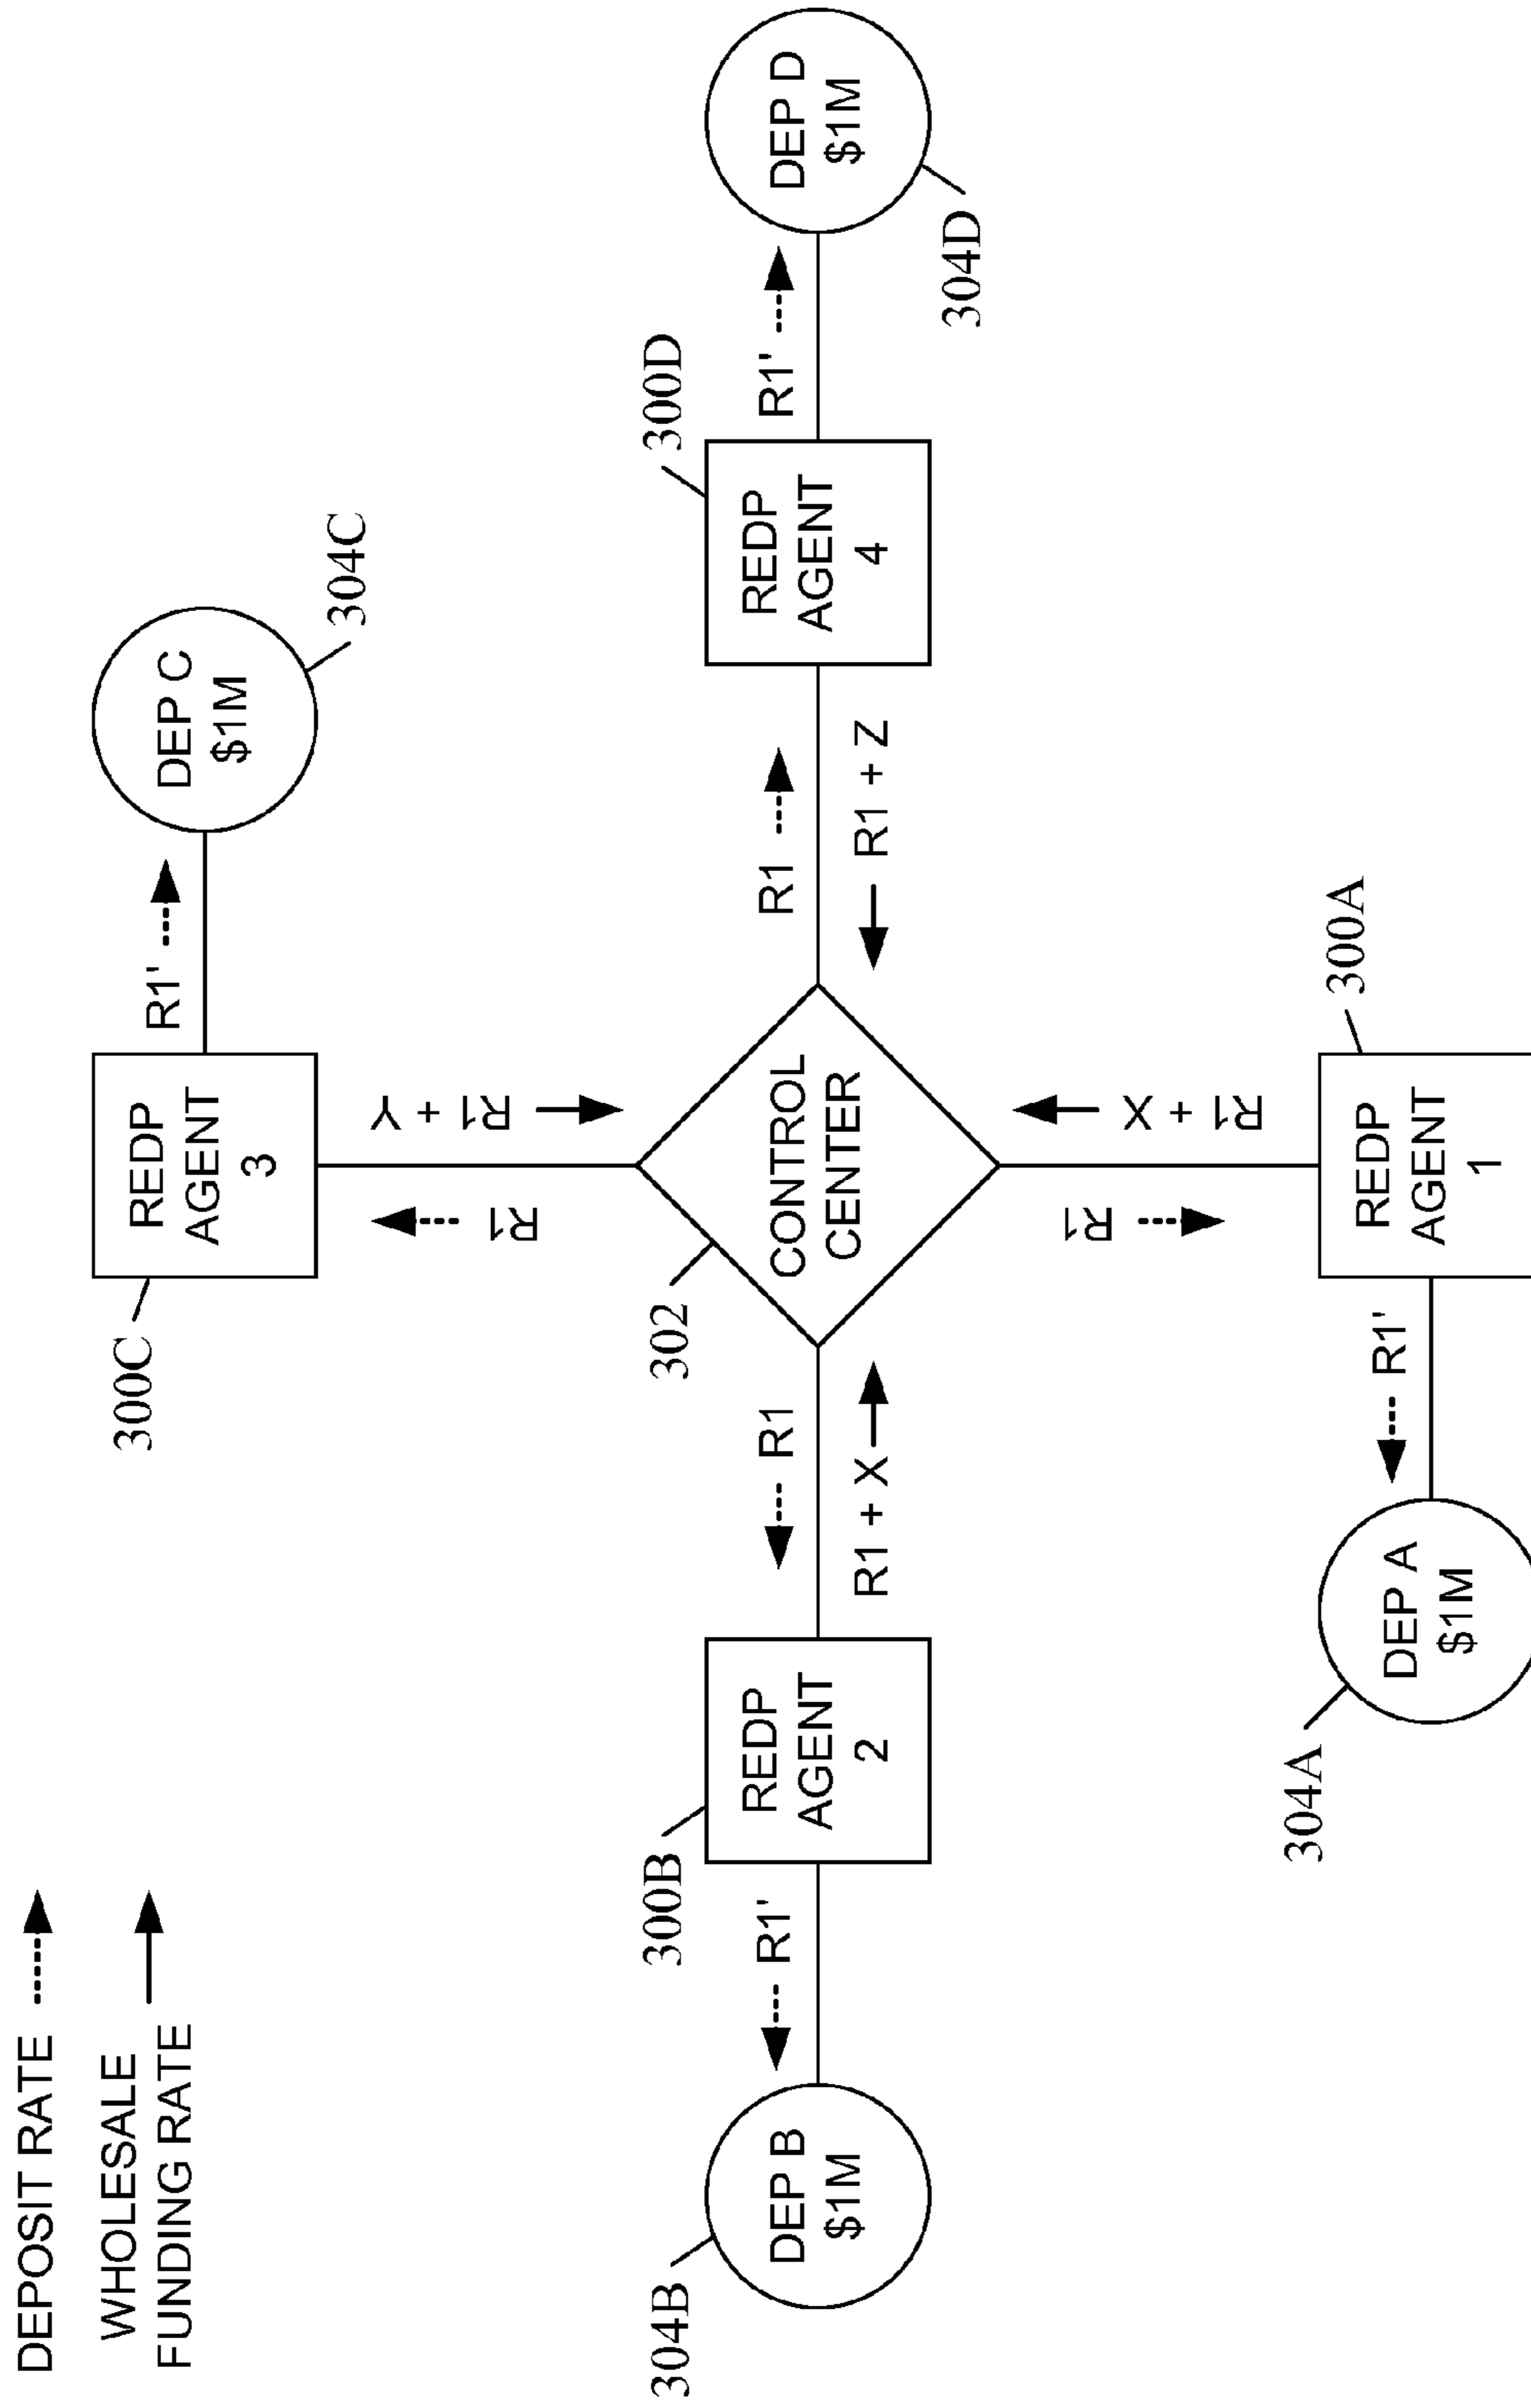 DEPOSIT RATE
WHOLESALE
FUNDING RATE
300C
REDP
AGENT
3
R1'
DEP C
$1M
304C
R1
R1 + Y
304B
DEP B
$1M
R1'
300B
REDP
AGENT
2
R1
R1 + X
302
CONTROL
CENTER
R1
R1 + Z
300D
REDP
AGENT
4
R1'
DEP D
$1M
304D
R1
R1 + X
304A
DEP A
$1M
R1'
REDP
AGENT
1
300A